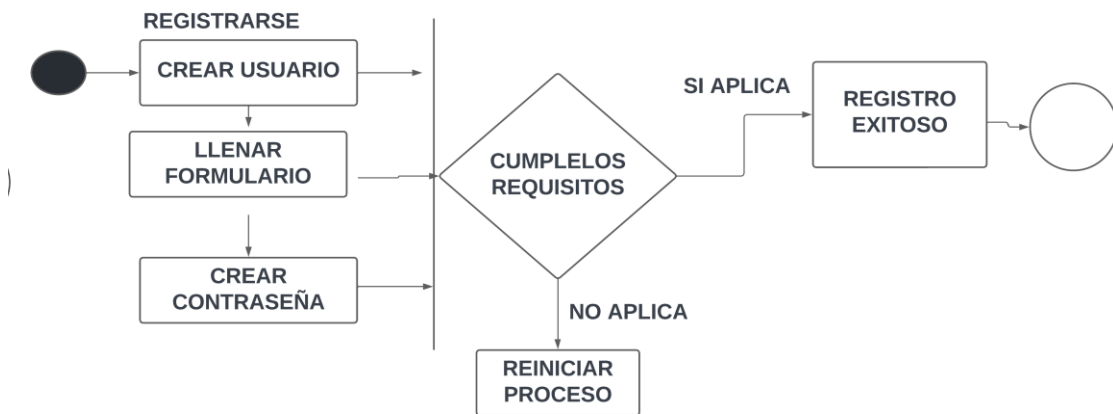 REGISTRARSE
CREAR USUARIO
LLENAR
FORMULARIO
CREAR
CONTRASEÑA
CUMPLELOS
REQUISITOS
SI APLICA
REGISTRO
EXITOSO
NO APLICA
REINICIAR
PROCESO